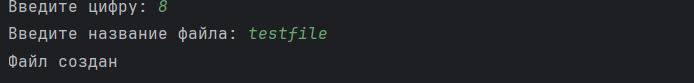 Введите цифру: 8
Введите название файла: testfile
Файл создан